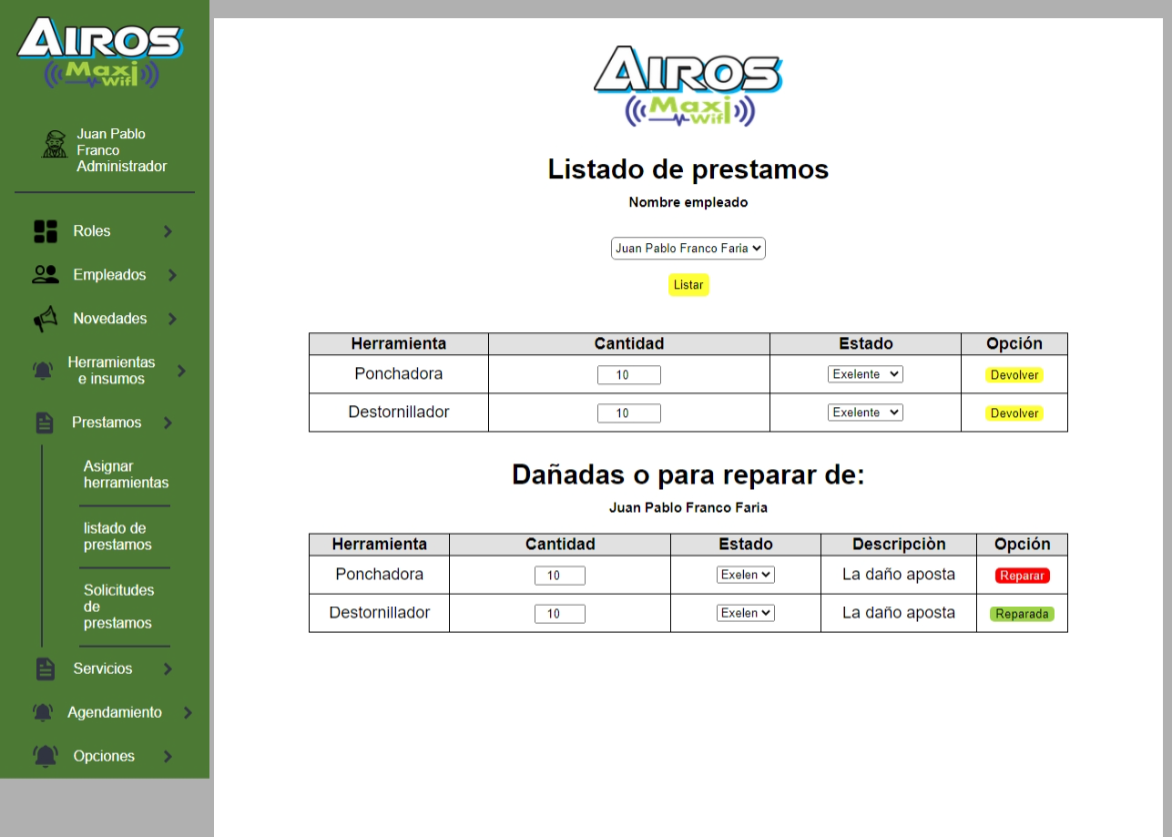 AIROS
Maxi
Wifi
Juan Pablo
Franco
Administrador
Roles
Empleados
Novedades
Herramientas
e insumos
Prestamos
Asignar
herramientas
listado de
prestamos
Solicitudes
de
prestamos
Servicios
Agendamiento
Opciones
AIROS
Maxi
Wifi
Listado de prestamos
Nombre empleado
Juan Pablo Franco Faria
Listar
Herramienta Cantidad Estado Opción
Ponchadora 10 Exelente Devolver
Destornillador 10 Exelente Devolver
Dañadas o para reparar de:
Juan Pablo Franco Faria
Herramienta Cantidad Estado Descripciòn Opción
Ponchadora 10 Exelen La daño aposta Reparar
Destornillador 10 Exelen La daño aposta Reparada